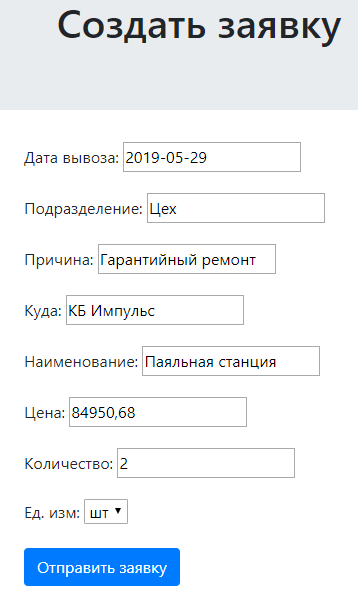 Создать заявку
Дата вывоза: 2019-05-29
Подразделение: Цех
Причина: Гарантийный ремонт
Куда: КБ Импульс
Наименование: Паяльная станция
Цена: 84950,68
Количество: 2
Ед. изм: шт
Отправить заявку